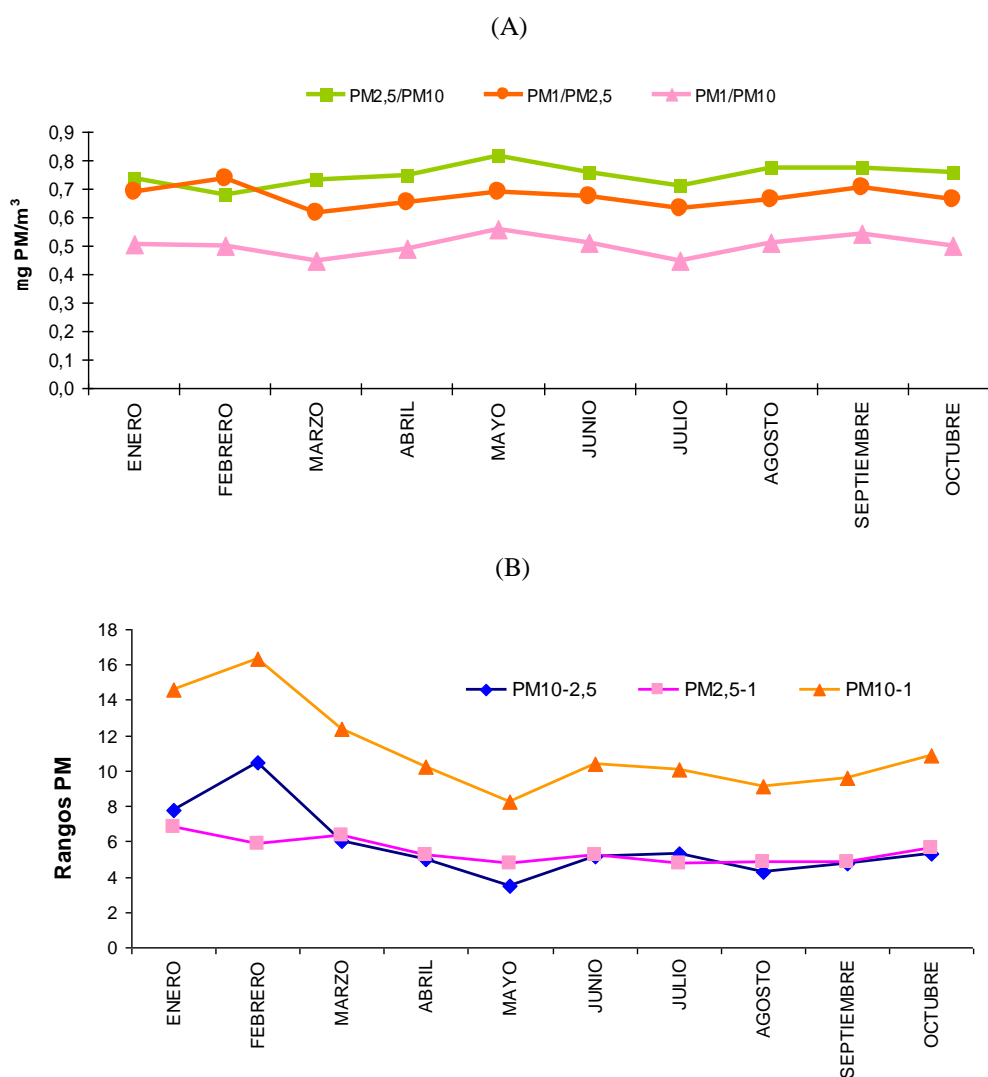 (A)
PM2,5/PM10 PM1/PM2,5 PM1/PM10
0,9
0,8
0,7
0,6
0,5
0,4
0,3
0,2
0,1
0,0
mg PM/m³
ENERO
FEBRERO
MARZO
ABRIL
MAYO
JUNIO
JULIO
AGOSTO
SEPTIEMBRE
OCTUBRE
(B)
PM10-2,5 PM2,5-1 PM10-1
18
16
14
12
10
8
6
4
2
0
Rangos PM
ENERO
FEBRERO
MARZO
ABRIL
MAYO
JUNIO
JULIO
AGOSTO
SEPTIEMBRE
OCTUBRE